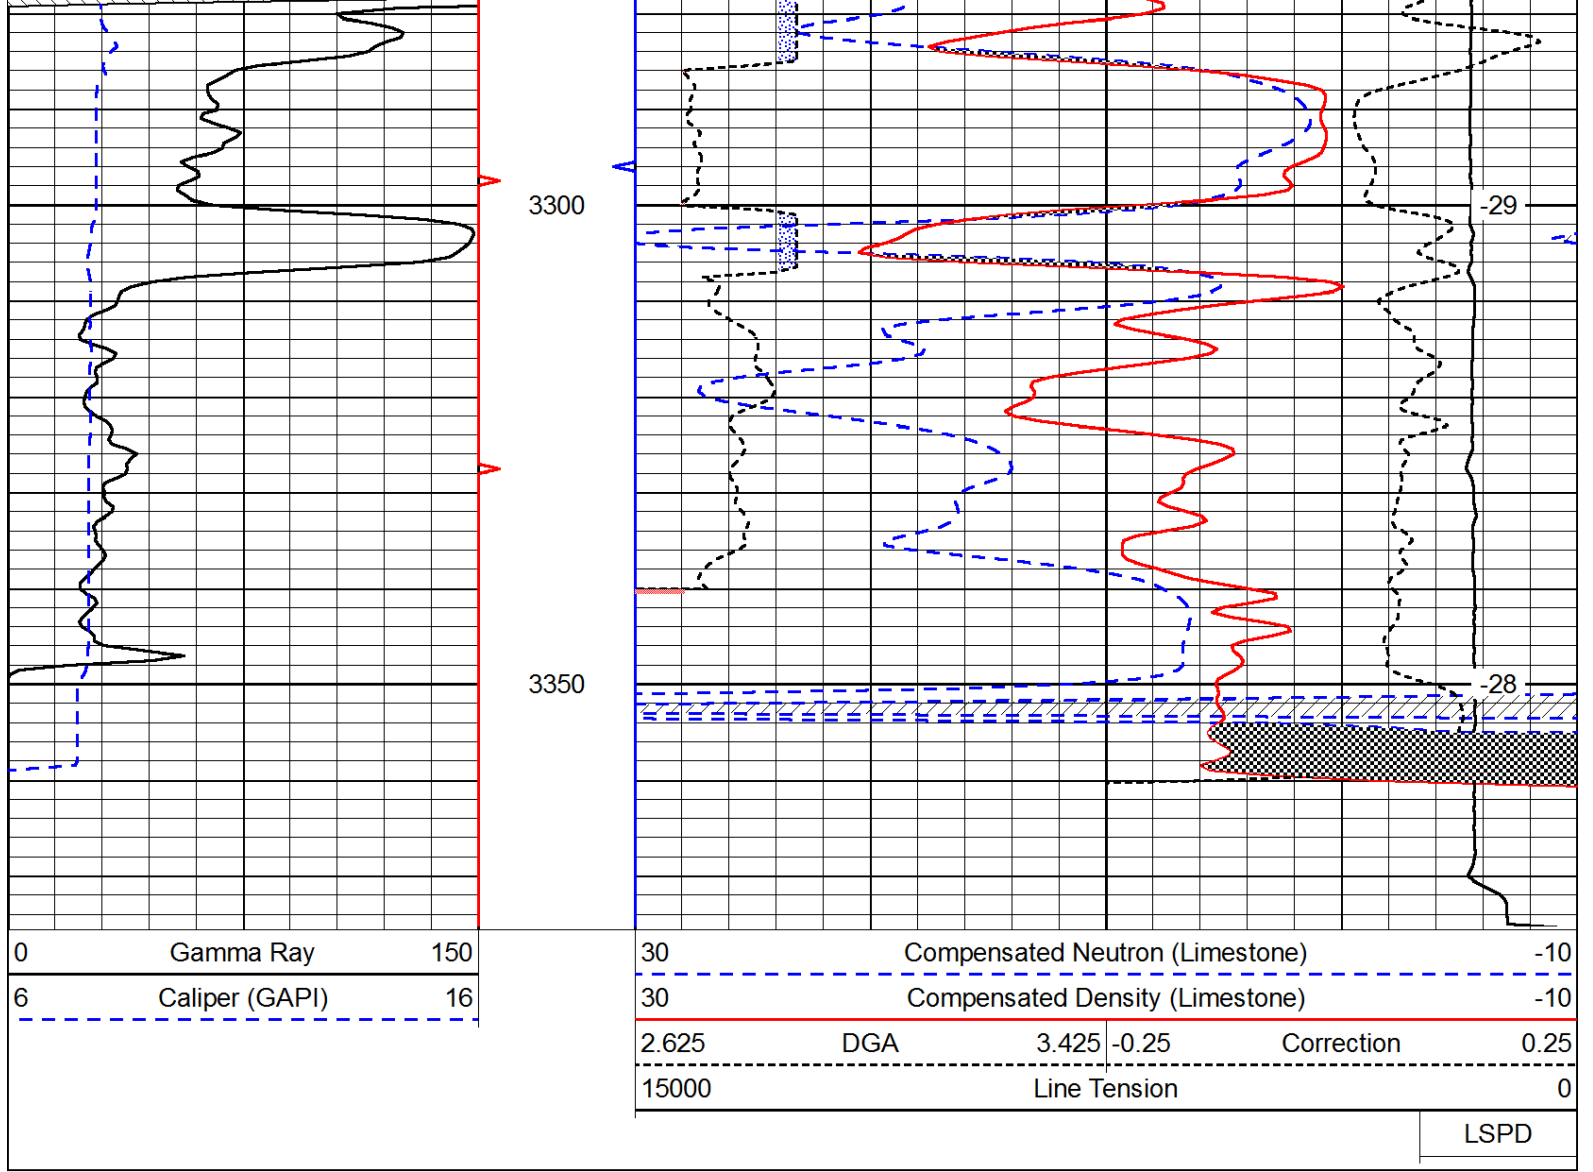 3300
-29
3350
-28
0 Gamma Ray 150
6 Caliper (GAPI) 16
30 Compensated Neutron (Limestone) -10
30 Compensated Density (Limestone) -10
2.625 DGA 3.425 -0.25 Correction 0.25
15000 Line Tension 0
LSPD